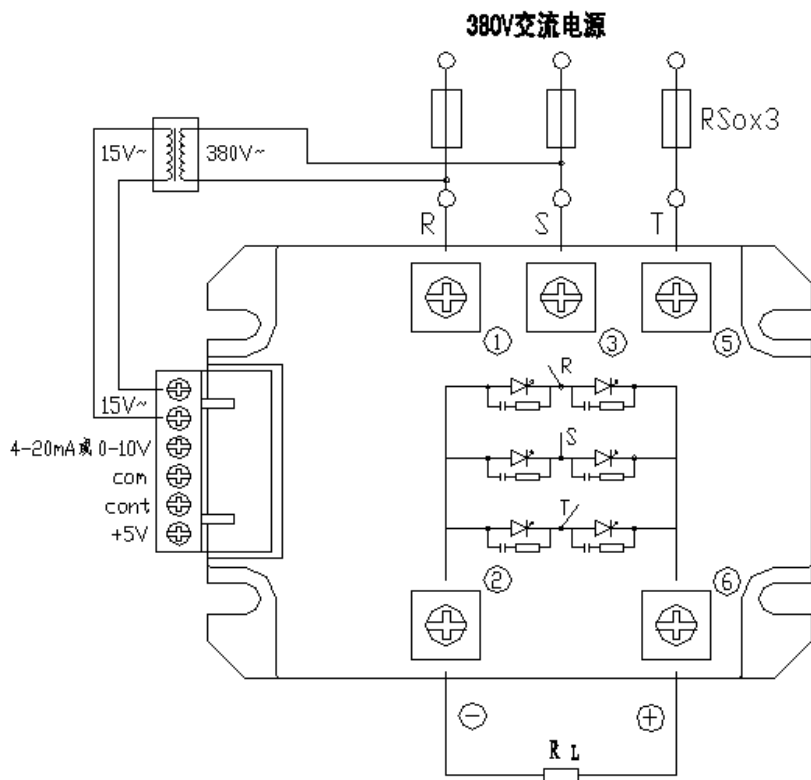 380V交流电源
RSox3
15V~ 380V~
R S T
① ③ ⑤
R
15V~
4-20mA或0-10V
S
com
cont
T
+5V
② ⑥
− +
R L